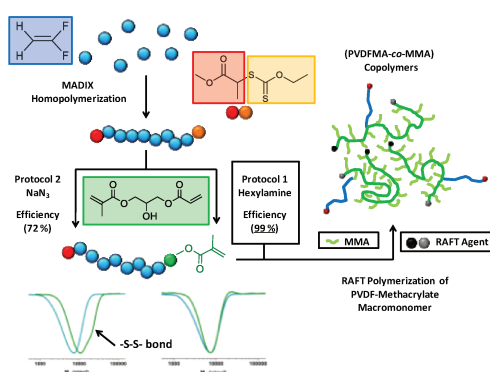 H
F
H
F
MADIX
Homopolymerization
O
O
S
O
S
(PVDFMA-co-MMA)
Copolymers
Protocol 2
NaN3
Efficiency
(72 %)
O
O
OH
O
O
Protocol 1
Hexylamine
Efficiency
(99 %)
O
O
MMA
RAFT Agent
RAFT Polymerization of
PVDF-Methacrylate
Macromonomer
-S-S- bond